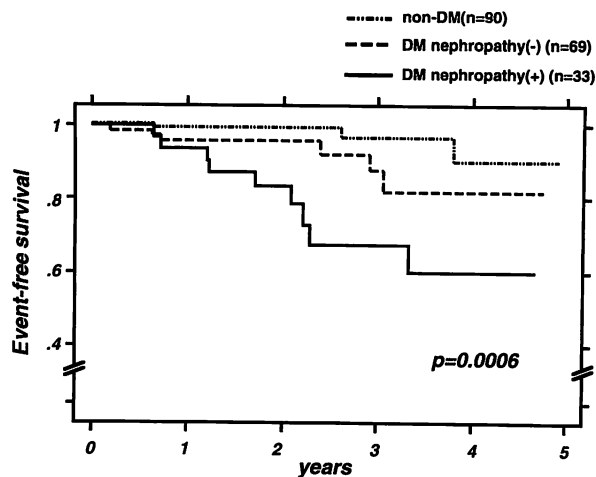 non-DM(n=90)
DM nephropathy(-) (n=69)
DM nephropathy(+) (n=33)
1
.8
.6
.4
Event-free survival
p=0.0006
0 1 2 3 4 5
years